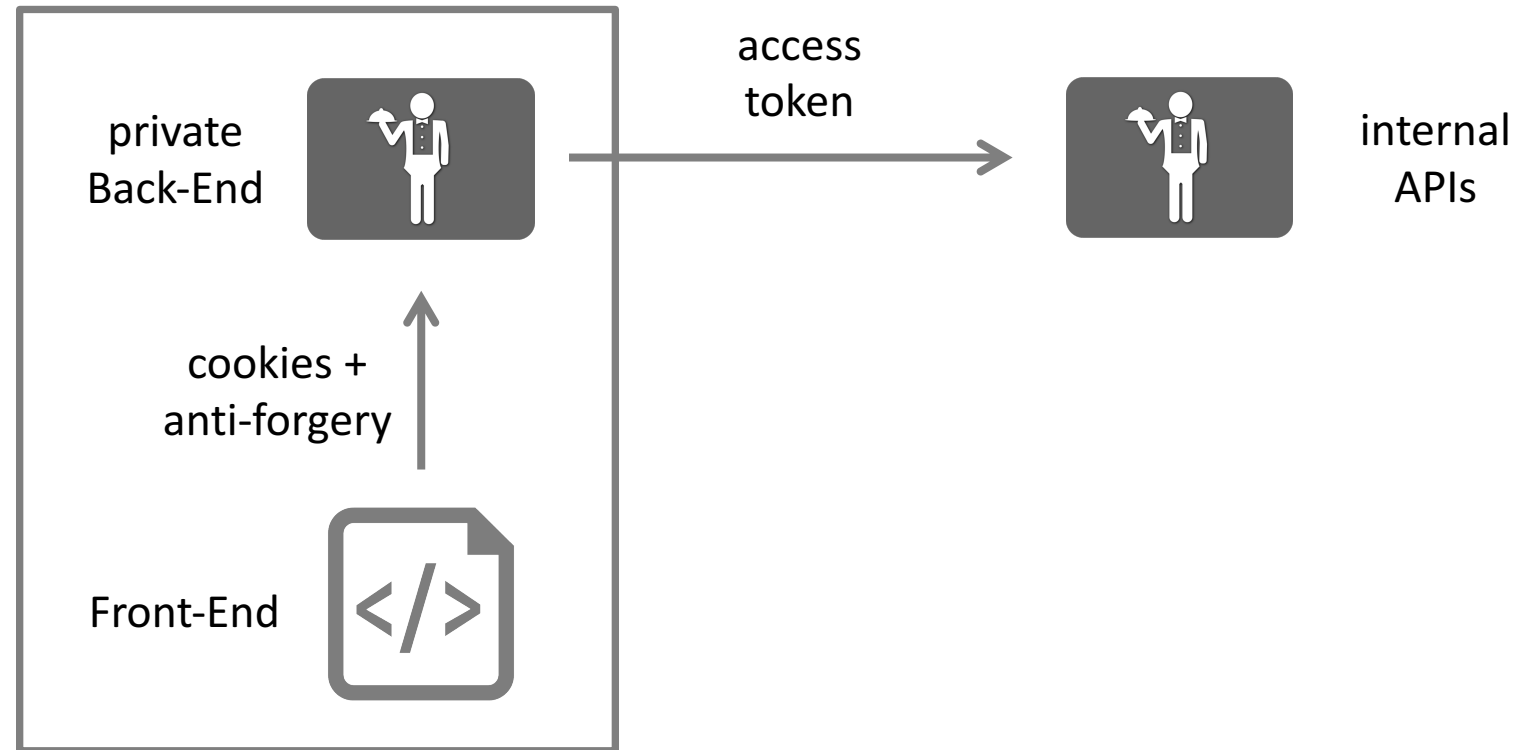 access
token
private
Back-End
internal
APIs
cookies +
anti-forgery
Front-End
</>